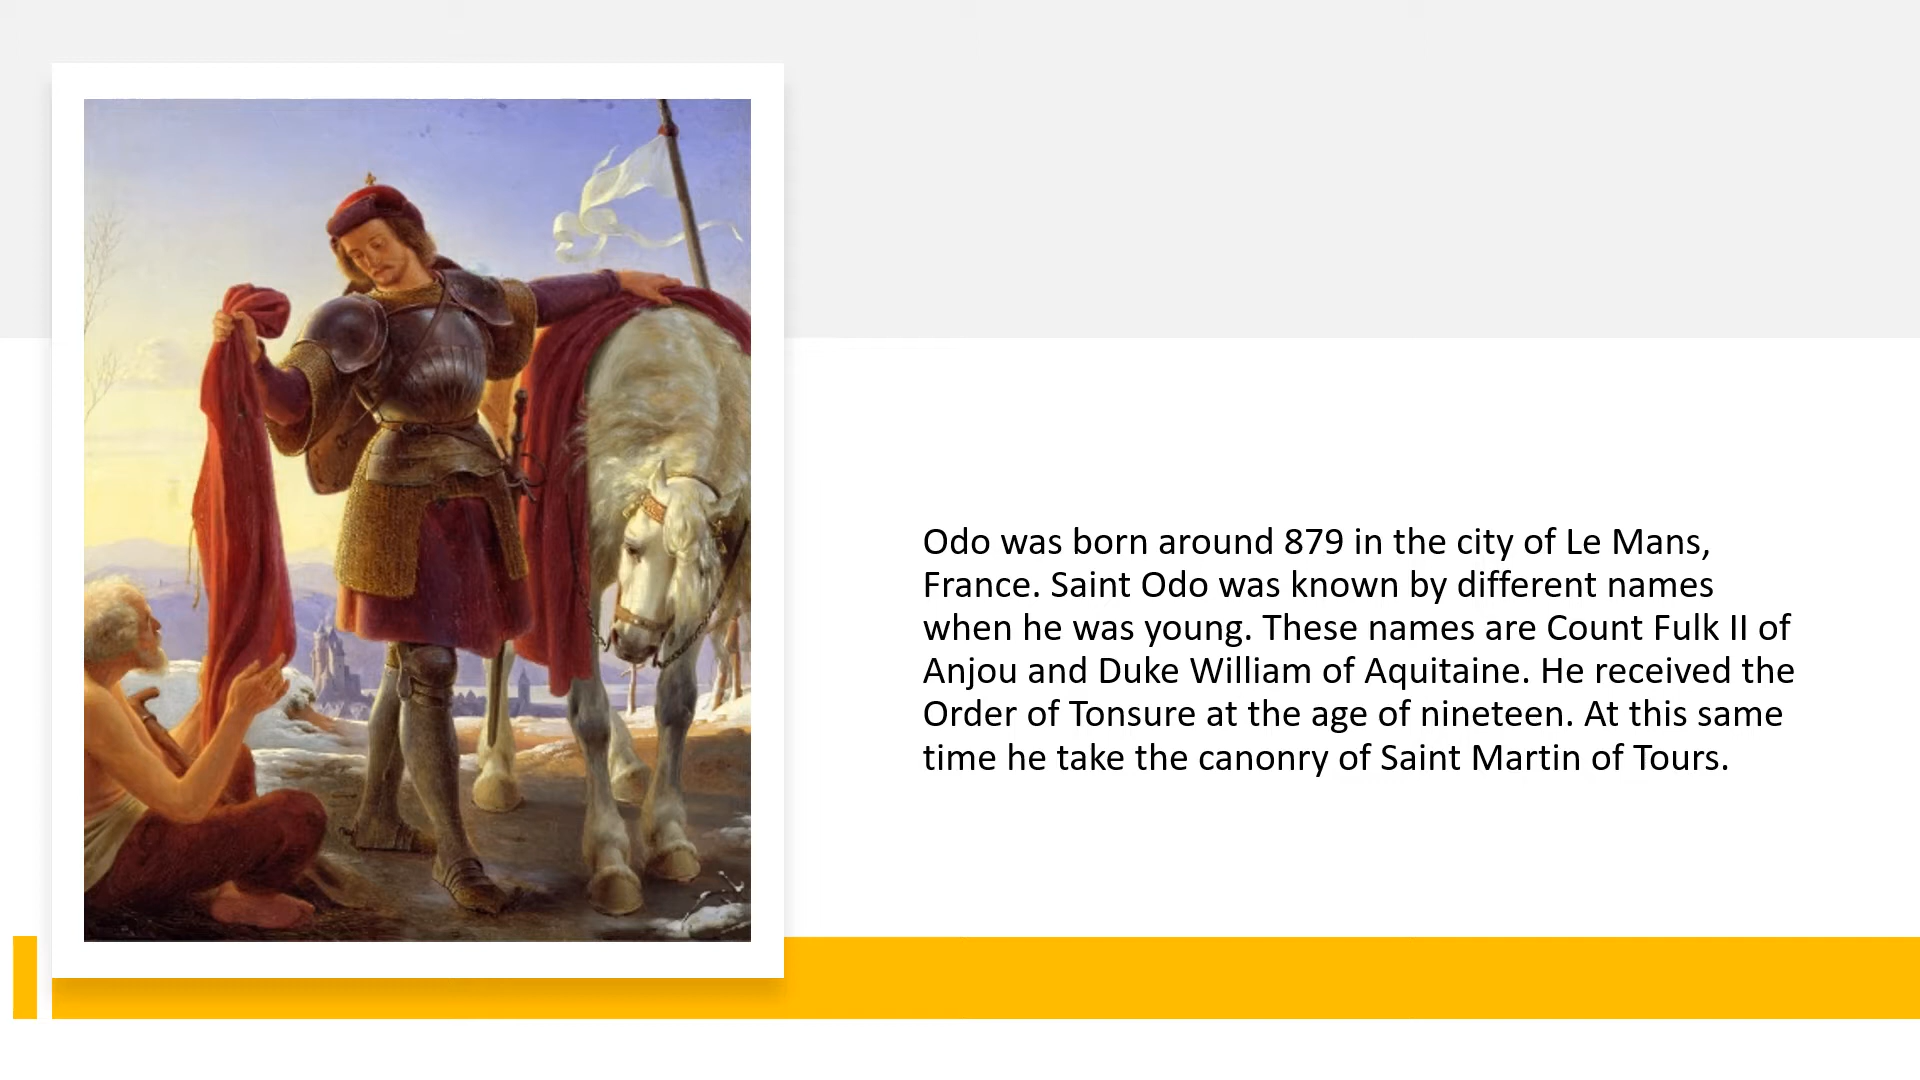 Odo was born around 879 in the city of Le Mans,
France. Saint Odo was known by different names
when he was young. These names are Count Fulk II of
Anjou and Duke William of Aquitaine. He received the
Order of Tonsure at the age of nineteen. At this same
time he take the canonry of Saint Martin of Tours.